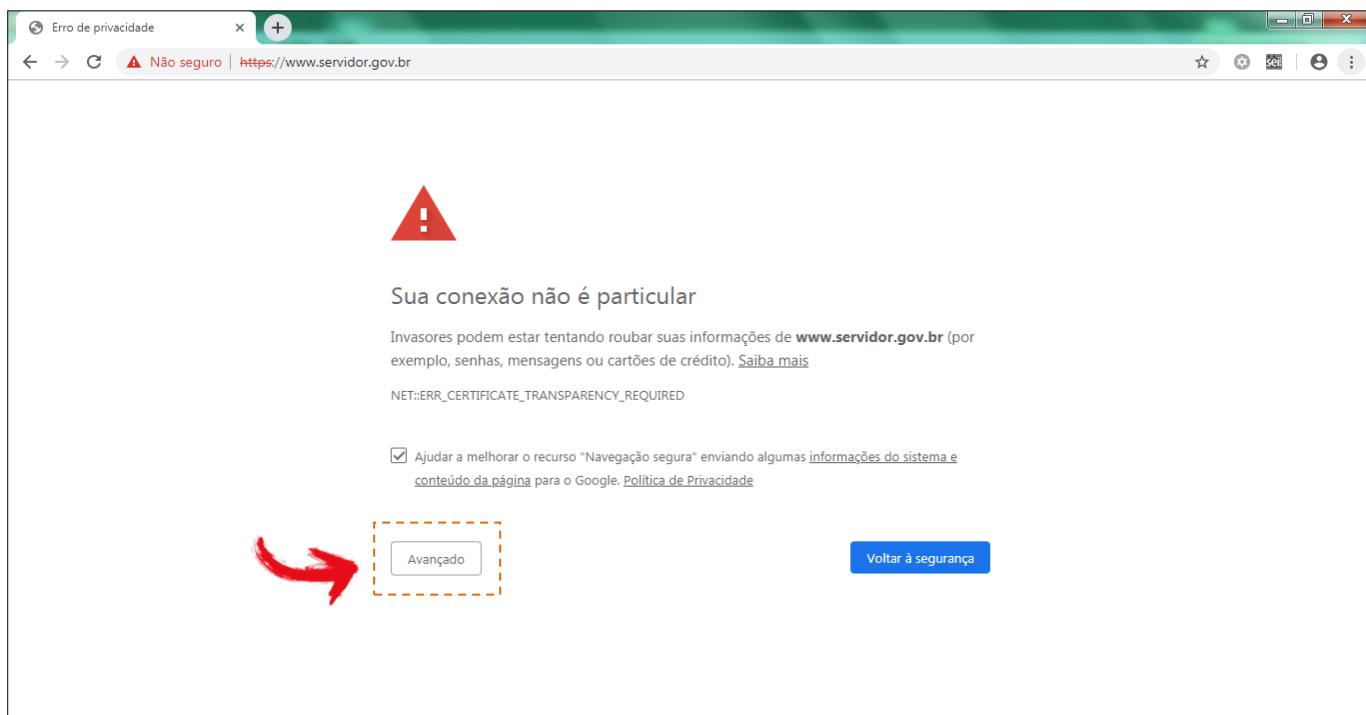 Erro de privacidade
Não seguro | https://www.servidor.gov.br
sei!
Sua conexão não é particular
Invasores podem estar tentando roubar suas informações de www.servidor.gov.br (por
exemplo, senhas, mensagens ou cartões de crédito). Saiba mais
NET::ERR_CERTIFICATE_TRANSPARENCY_REQUIRED
Ajudar a melhorar o recurso "Navegação segura" enviando algumas informações do sistema e
conteúdo da página para o Google. Política de Privacidade
Avançado
Voltar à segurança